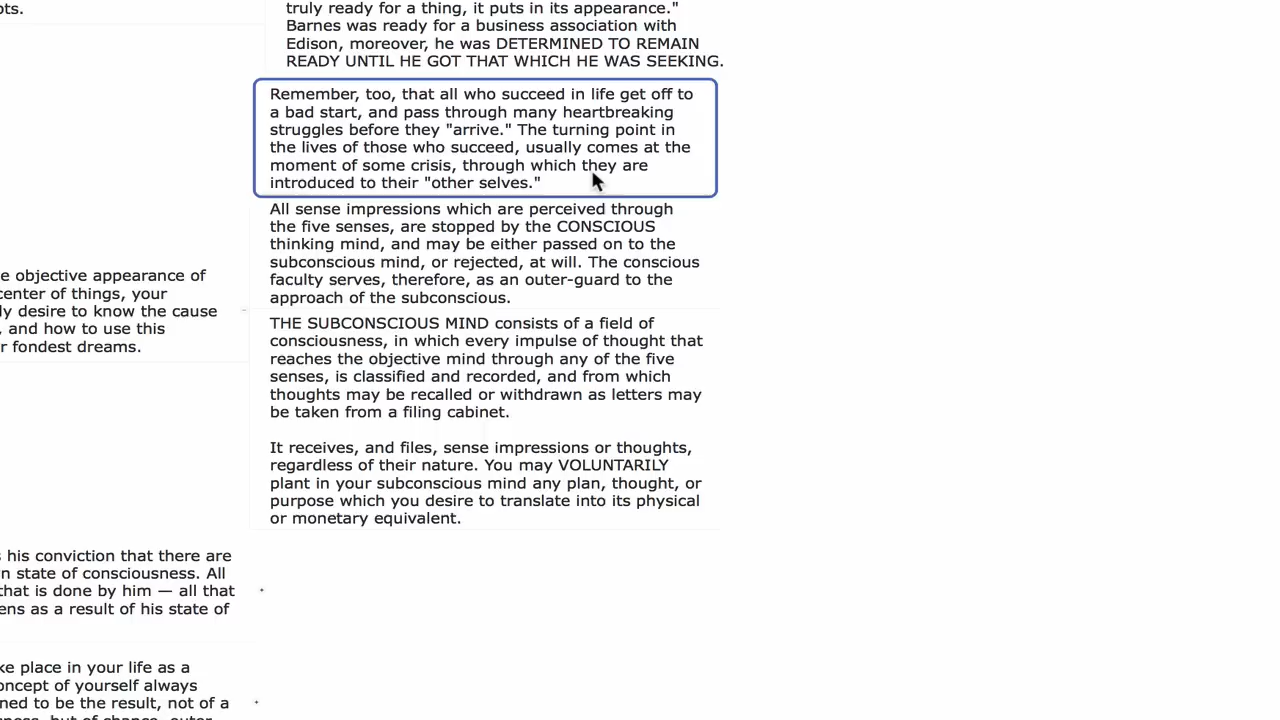 pts.
truly ready for a thing, it puts in its appearance."
Barnes was ready for a business association with
Edison, moreover, he was DETERMINED TO REMAIN
READY UNTIL HE GOT THAT WHICH HE WAS SEEKING.
Remember, too, that all who succeed in life get off to
a bad start, and pass through many heartbreaking
struggles before they "arrive." The turning point in
the lives of those who succeed, usually comes at the
moment of some crisis, through which they are
introduced to their "other selves."
All sense impressions which are perceived through
the five senses, are stopped by the CONSCIOUS
thinking mind, and may be either passed on to the
subconscious mind, or rejected, at will. The conscious
faculty serves, therefore, as an outer-guard to the
approach of the subconscious.
THE SUBCONSCIOUS MIND consists of a field of
consciousness, in which every impulse of thought that
reaches the objective mind through any of the five
senses, is classified and recorded, and from which
thoughts may be recalled or withdrawn as letters may
be taken from a filing cabinet.
It receives, and files, sense impressions or thoughts,
regardless of their nature. You may VOLUNTARILY
plant in your subconscious mind any plan, thought, or
purpose which you desire to translate into its physical
or monetary equivalent.
e objective appearance of
center of things, your
ly desire to know the cause
, and how to use this
r fondest dreams.
s his conviction that there are
n state of consciousness. All
that is done by him — all that
ens as a result of his state of
ke place in your life as a
oncept of yourself always
ned to be the result, not of a